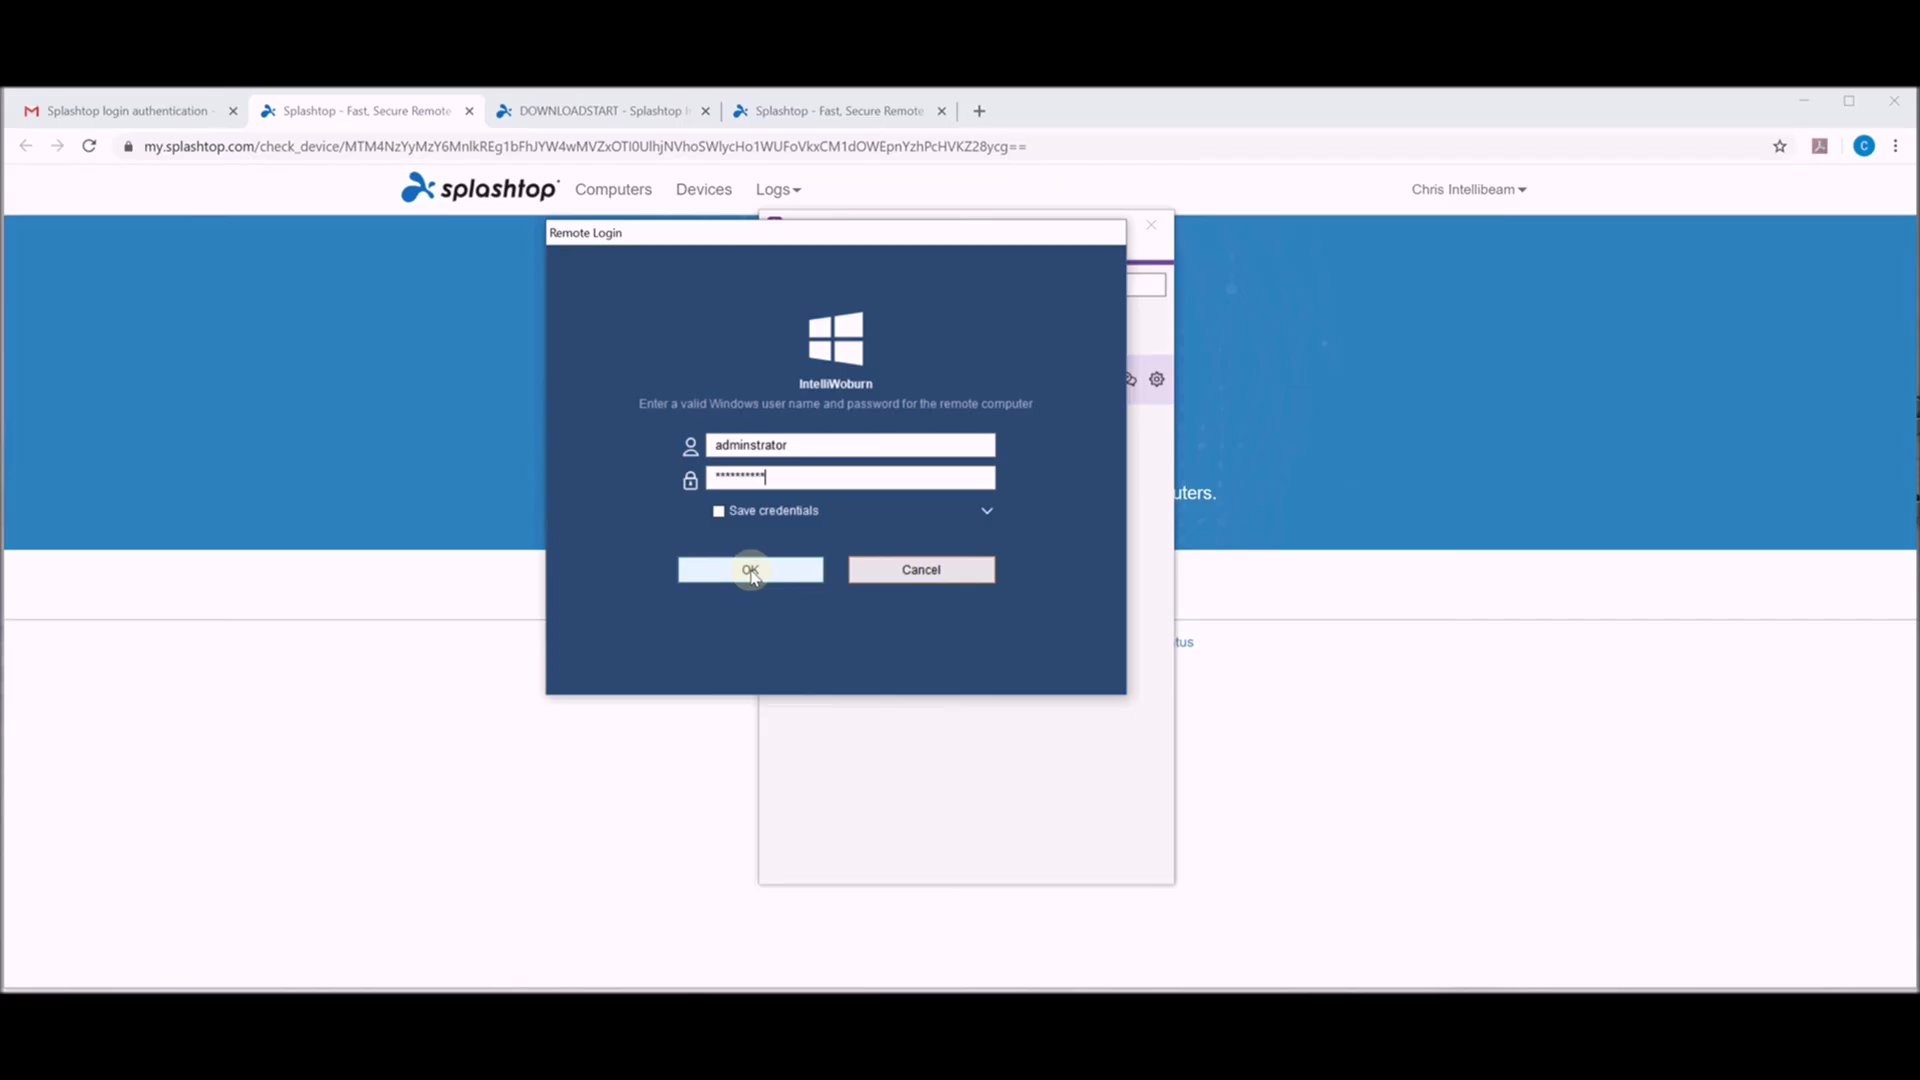 Splashtop login authentication -
Splashtop - Fast, Secure Remote
DOWNLOADSTART - Splashtop I
Splashtop - Fast, Secure Remote
my.splashtop.com/check_device/MTM4NzYyMzY6MnlkREg1bFhJYW4wMVZxOTI0UlhjNVhoSWlycHo1WUFoVkxCM1dOWEpnYzhPcHVKZ28ycg==
C
splashtop
Computers
Devices
Logs
Chris Intellibeam
Remote Login
IntelliWoburn
Enter a valid Windows user name and password for the remote computer
adminstrator
**********
Save credentials
OK
Cancel
uters.
tus